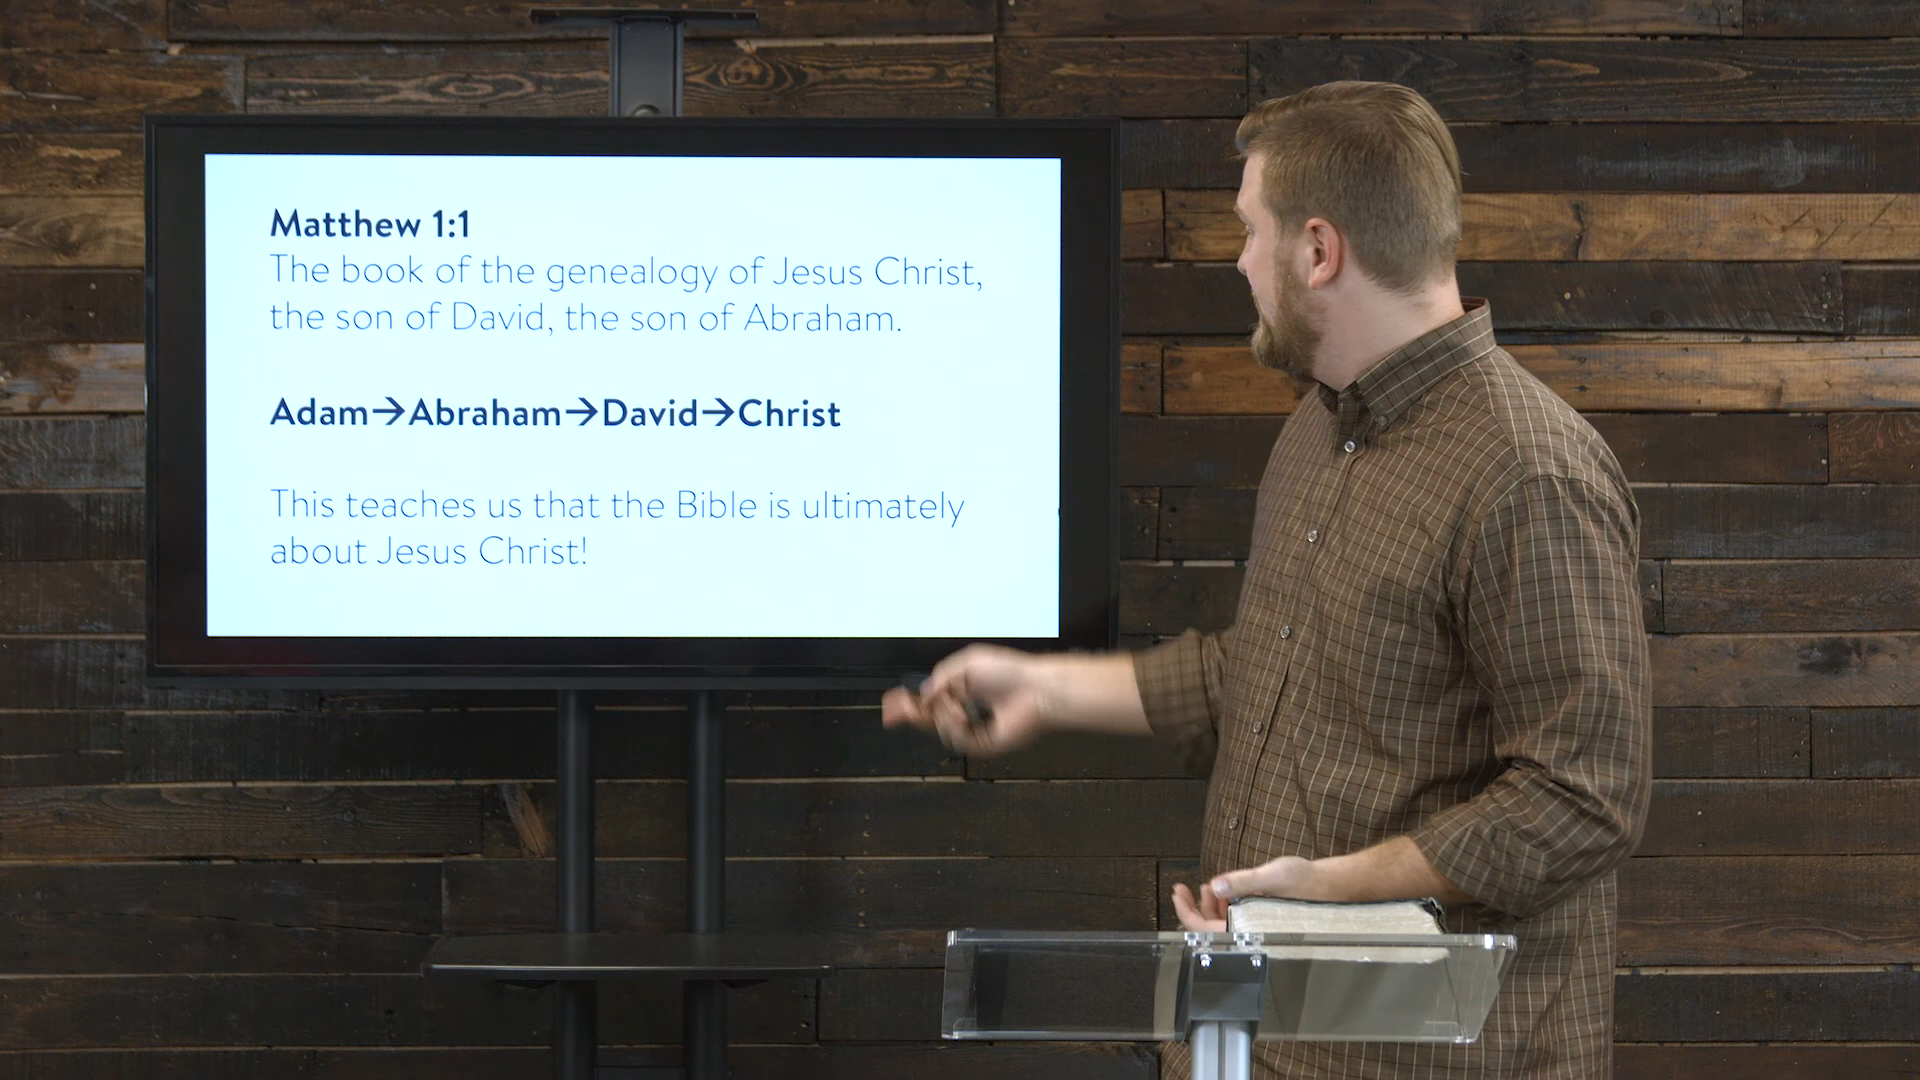 Matthew 1:1
The book of the genealogy of Jesus Christ,
the son of David, the son of Abraham.
Adam→Abraham→David→Christ
This teaches us that the Bible is ultimately
about Jesus Christ!